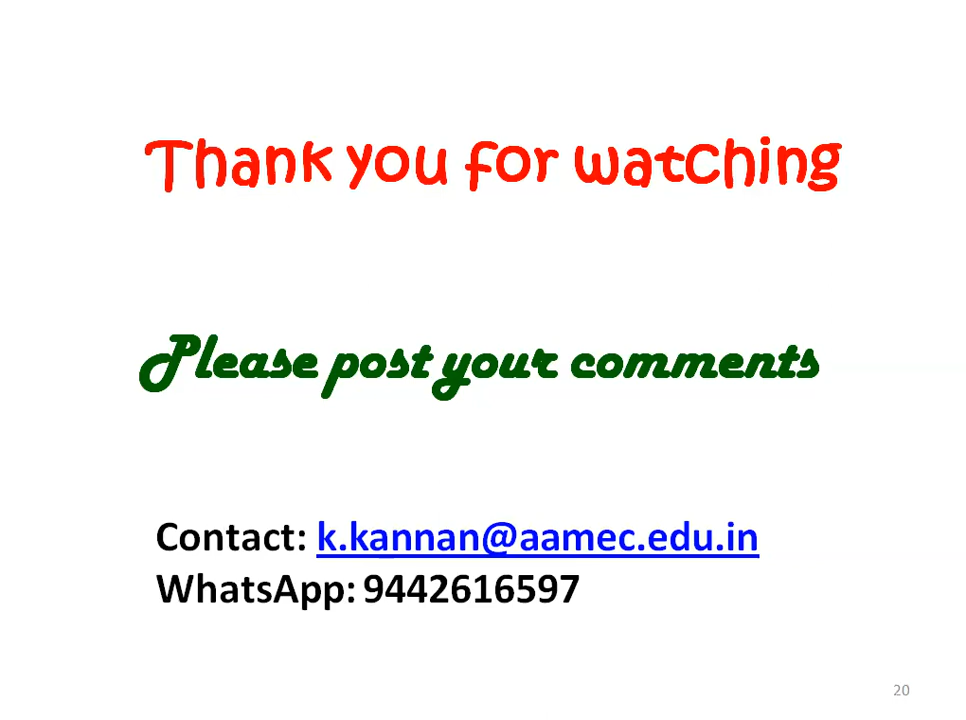 Thank you for watching
Please post your comments
Contact: k.kannan@aamec.edu.in
WhatsApp: 9442616597
20